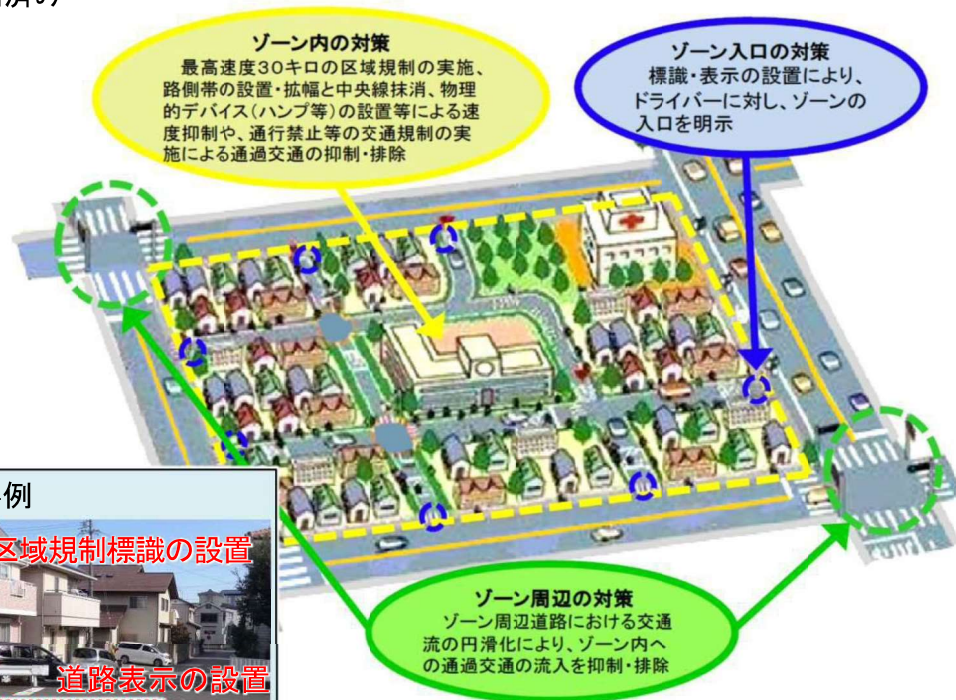 ゾーン内の対策
最高速度30キロの区域規制の実施、
路側帯の設置・拡幅と中央線抹消、物理
的デバイス(ハンプ等)の設置等による速
度抑制や、通行禁止等の交通規制の実
施による通過交通の抑制・排除
ゾーン入口の対策
標識・表示の設置により、
ドライバーに対し、ゾーンの
入口を明示
例
区域規制標識の設置
道路表示の設置
ゾーン周辺の対策
ゾーン周辺道路における交通
流の円滑化により、ゾーン内へ
の通過交通の流入を抑制・排除